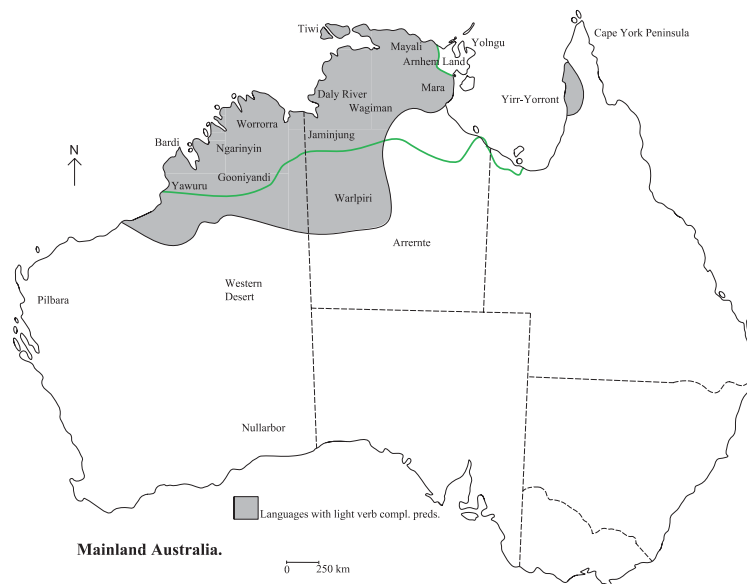 Tiwi
Cape York Peninsula
Mayali
Yolngu
Arnhem Land
Mara
Daly River
Wagiman
Yirr-Yorront
Worrorra
Jaminjung
Bardi
Ngarinyin
N
Gooniyandi
Yawuru
Warlpiri
Arrernte
Western
Desert
Pilbara
Nullarbor
Languages with light verb compl. preds.
Mainland Australia.
0 250 km